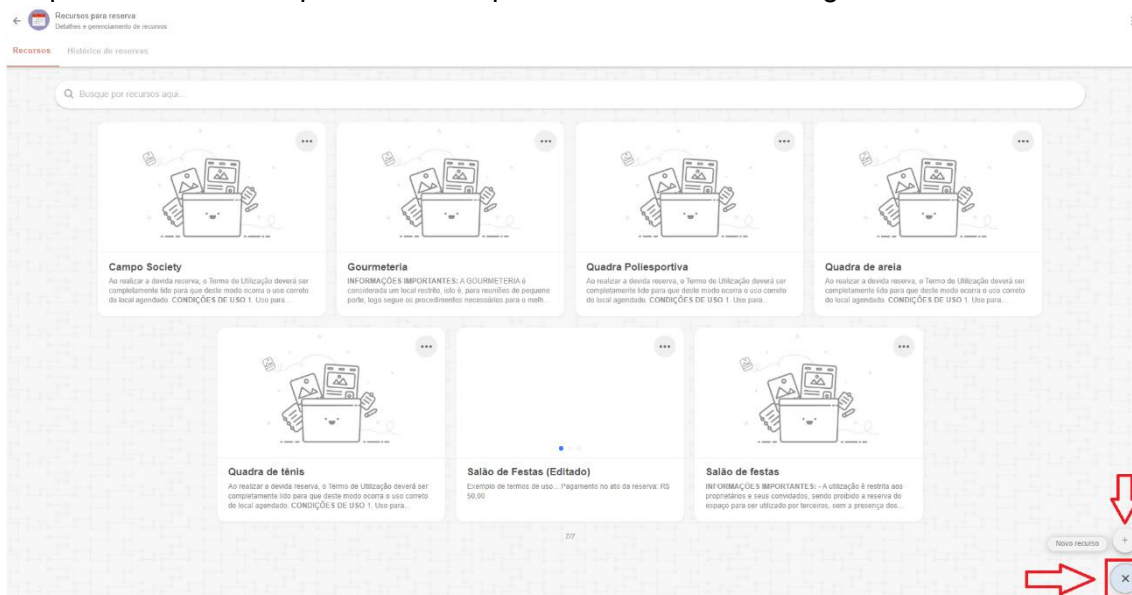 Recursos para reserva
Detalhes e gerenciamento de recursos
Recursos Histórico de reservas
Busque por recursos aqui...
Campo Society
Ao realizar a devida reserva, o Termo de Utilização deverá ser
completamente lido para que deste modo ocorra o uso correto
do local agendado. CONDIÇÕES DE USO 1. Uso para...
Gourmeteria
INFORMAÇÕES IMPORTANTES: A GOURMETERIA é
considerada um local restrito, isto é, para reuniões de pequeno
porte, logo segue os procedimentos necessários para o melh...
Quadra Poliesportiva
Ao realizar a devida reserva, o Termo de Utilização deverá ser
completamente lido para que deste modo ocorra o uso correto
do local agendado. CONDIÇÕES DE USO 1. Uso para...
Quadra de areia
Ao realizar a devida reserva, o Termo de Utilização deverá ser
completamente lido para que deste modo ocorra o uso correto
do local agendado. CONDIÇÕES DE USO 1. Uso para...
Quadra de tênis
Ao realizar a devida reserva, o Termo de Utilização deverá ser
completamente lido para que deste modo ocorra o uso correto
do local agendado. CONDIÇÕES DE USO 1. Uso para...
Salão de Festas (Editado)
Exemplo de termos de uso... Pagamento no ato da reserva: R$
50,00
Salão de festas
INFORMAÇÕES IMPORTANTES: - A utilização é restrita aos
proprietários e seus convidados, sendo proibido a reserva do
espaço para ser utilizado por terceiros, sem a presença dos...
7/7
Novo recurso